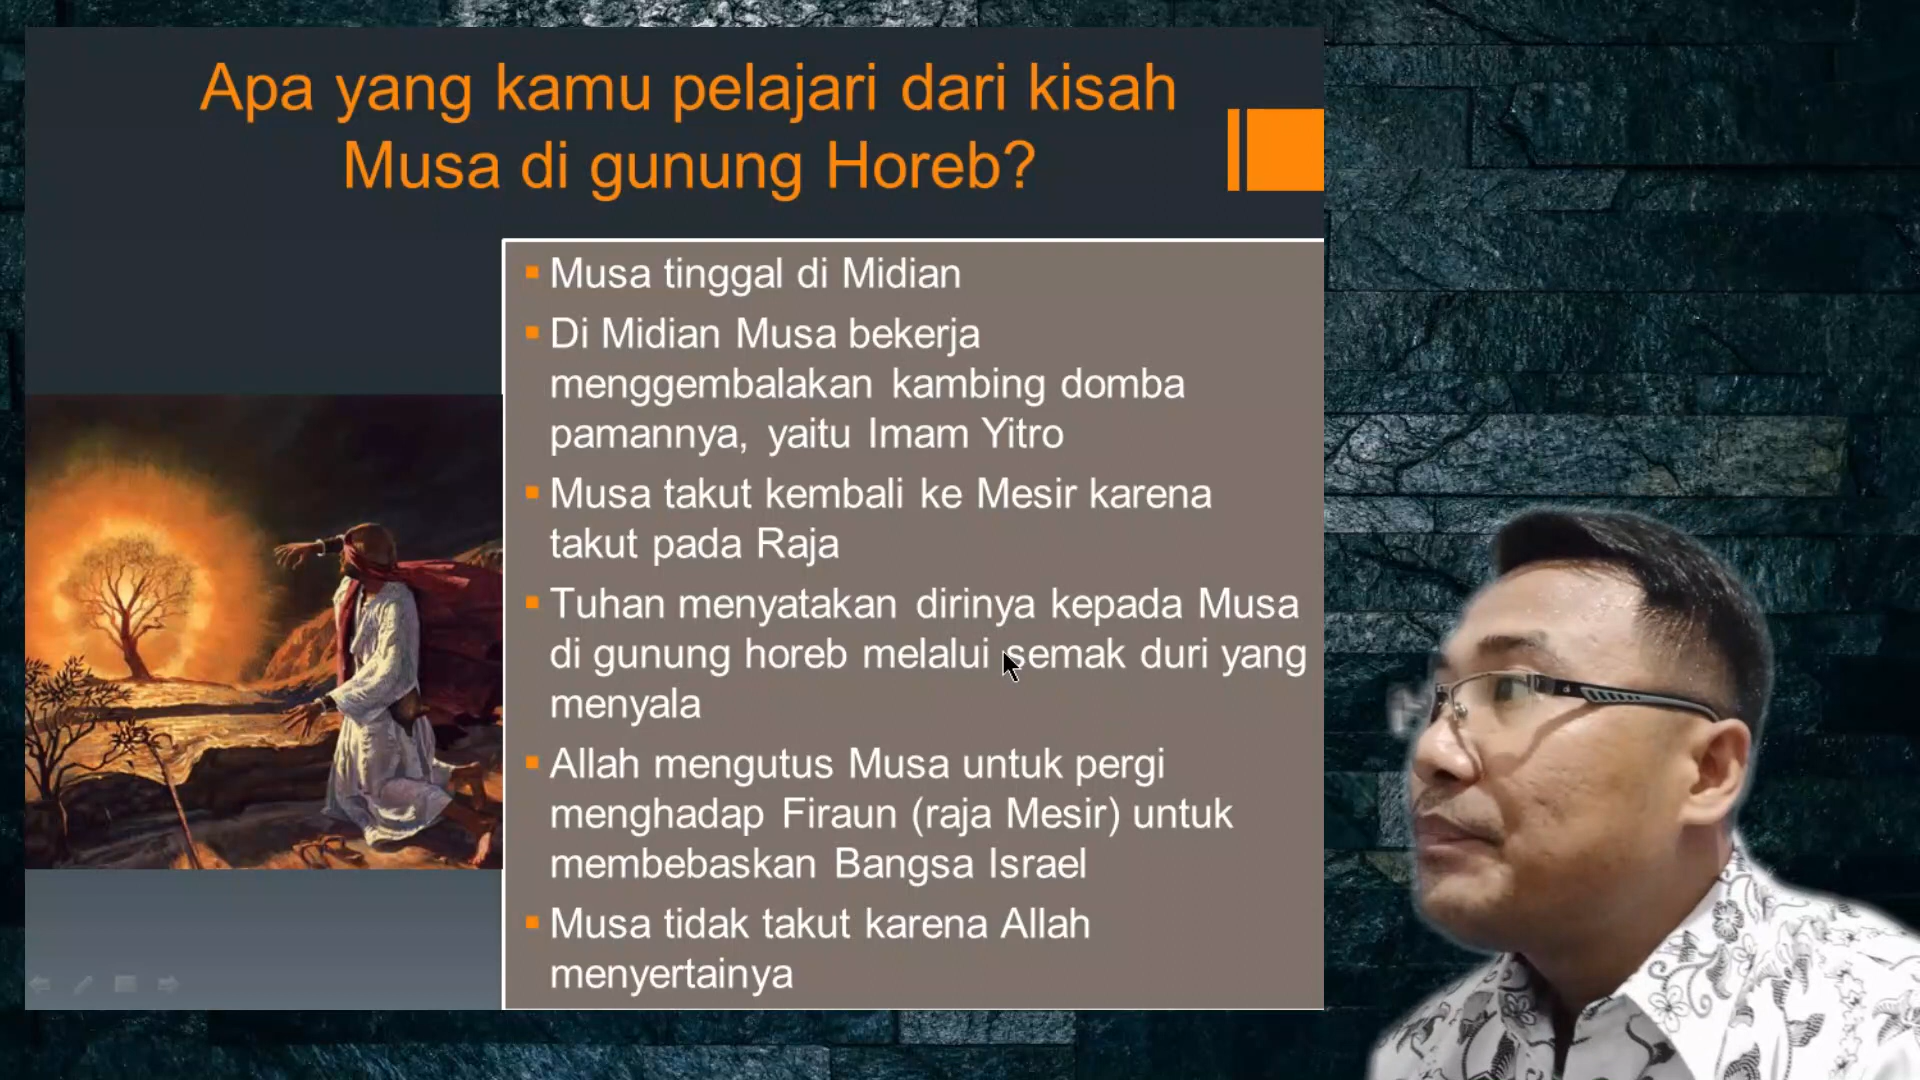 Apa yang kamu pelajari dari kisah
Musa di gunung Horeb?
Musa tinggal di Midian
Di Midian Musa bekerja
menggembalakan kambing domba
pamannya, yaitu Imam Yitro
Musa takut kembali ke Mesir karena
takut pada Raja
Tuhan menyatakan dirinya kepada Musa
di gunung horeb melalui semak duri yang
menyala
Allah mengutus Musa untuk pergi
menghadap Firaun (raja Mesir) untuk
membebaskan Bangsa Israel
Musa tidak takut karena Allah
menyertainya